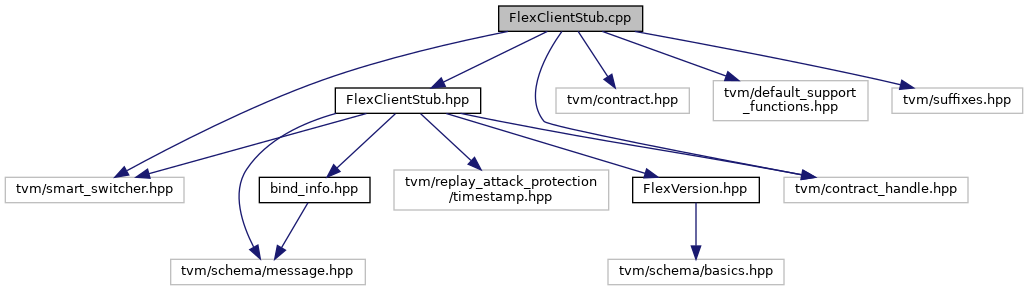 FlexClientStub.cpp
FlexClientStub.hpp
tvm/contract.hpp
tvm/default_support
_functions.hpp
tvm/suffixes.hpp
tvm/smart_switcher.hpp
bind_info.hpp
tvm/replay_attack_protection
/timestamp.hpp
FlexVersion.hpp
tvm/contract_handle.hpp
tvm/schema/message.hpp
tvm/schema/basics.hpp